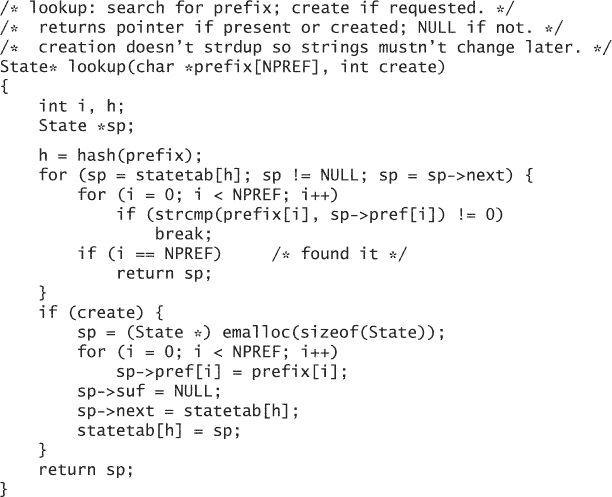 /* lookup: search for prefix; create if requested. */
/*  returns pointer if present or created; NULL if not. */
/*  creation doesn't strdup so strings mustn't change later. */
State* lookup(char *prefix[NPREF], int create)
{
    int i, h;
    State *sp;

    h = hash(prefix);
    for (sp = statetab[h]; sp != NULL; sp = sp->next) {
        for (i = 0; i < NPREF; i++)
            if (strcmp(prefix[i], sp->pref[i]) != 0)
                break;
        if (i == NPREF)     /* found it */
            return sp;
    }
    if (create) {
        sp = (State *) emalloc(sizeof(State));
        for (i = 0; i < NPREF; i++)
            sp->pref[i] = prefix[i];
        sp->suf = NULL;
        sp->next = statetab[h];
        statetab[h] = sp;
    }
    return sp;
}